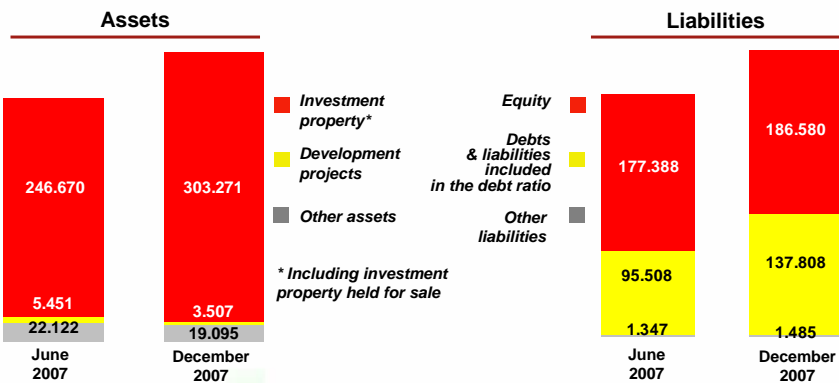 Assets
246.670
5.451
22.122
June
2007
303.271
3.507
19.095
December
2007
Investment
property*
Development
projects
Other assets
* Including investment
property held for sale
Liabilities
Equity
Debts
& liabilities
included
in the debt ratio
Other
liabilities
177.388
95.508
1.347
June
2007
186.580
137.808
1.485
December
2007